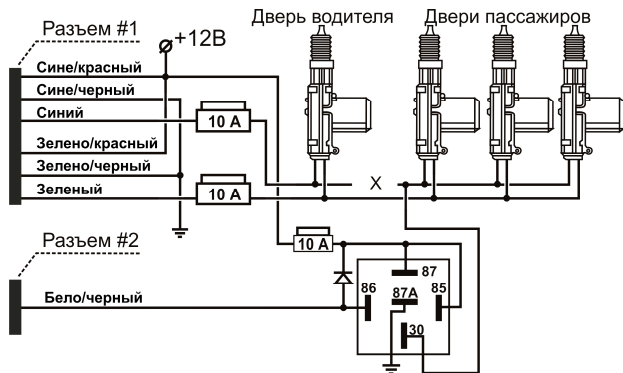 Дверь водителя
Двери пассажиров
Разъем #1
+12В
Сине/красный
Сине/черный
Синий
10 А
Зелено/красный
Зелено/черный
Зеленый
10 А
X
Разъем #2
10 А
87
86
87А
85
Бело/черный
30